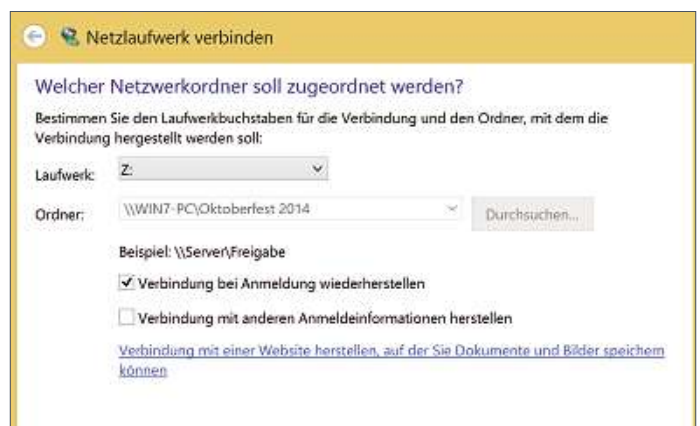 Netzlaufwerk verbinden
Welcher Netzwerkordner soll zugeordnet werden?
Bestimmen Sie den Laufwerkbuchstaben für die Verbindung und den Ordner, mit dem die
Verbindung hergestellt werden soll:
Laufwerk: Z:
Ordner: \\WIN7-PC\Oktoberfest 2014 Durchsuchen...
Beispiel: \\Server\Freigabe
Verbindung bei Anmeldung wiederherstellen
Verbindung mit anderen Anmeldeinformationen herstellen
Verbindung mit einer Website herstellen, auf der Sie Dokumente und Bilder speichern
können